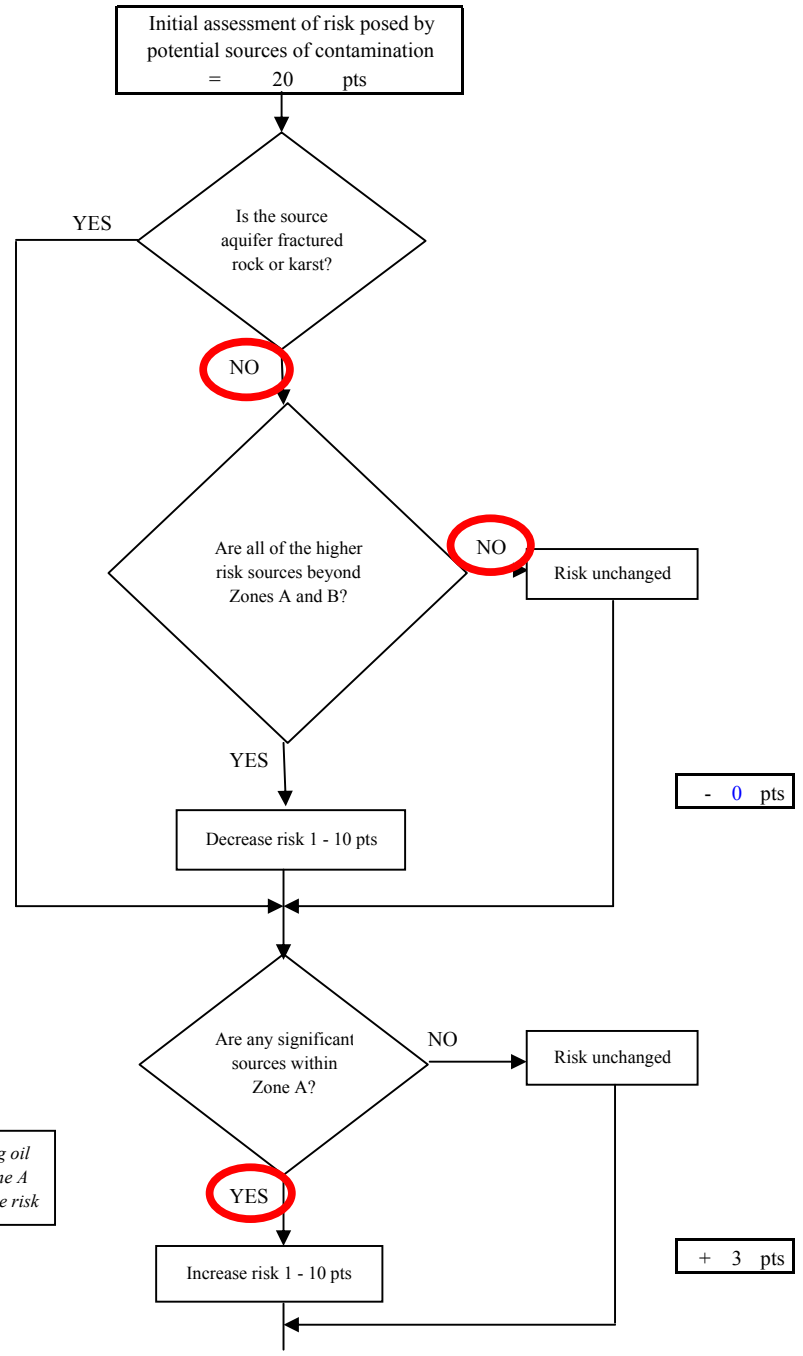 Initial assessment of risk posed by
potential sources of contamination
= 20 pts
YES
Is the source
aquifer fractured
rock or karst?
NO
Are all of the higher
risk sources beyond
Zones A and B?
NO
Risk unchanged
YES
- 0 pts
Decrease risk 1 - 10 pts
Are any significant
sources within
Zone A?
NO
Risk unchanged
oil
A
risk
YES
+ 3 pts
Increase risk 1 - 10 pts